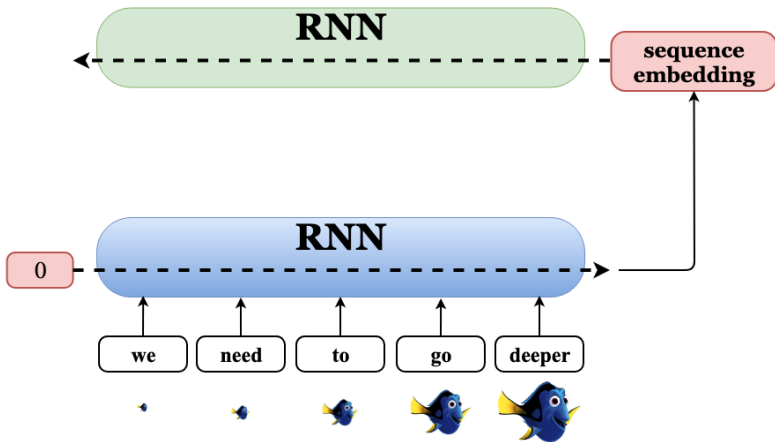 RNN
sequence
embedding
RNN
0
we need to go deeper